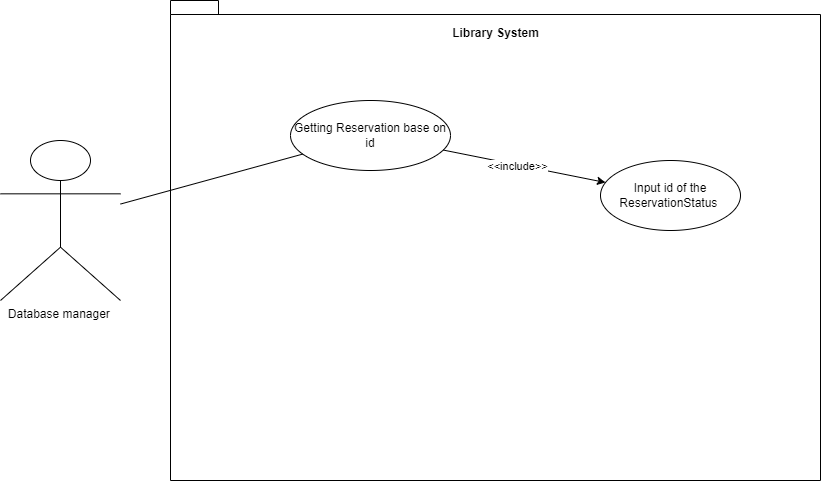 Library System
Getting Reservation base on
id
<<include>>
Input id of the
ReservationStatus
Database manager